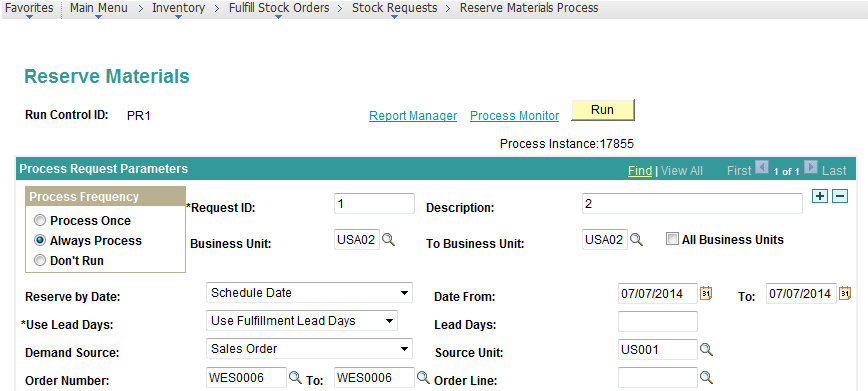 Favorites Main Menu > Inventory > Fulfill Stock Orders > Stock Requests > Reserve Materials Process
Reserve Materials
Run Control ID: PR1 Report Manager Process Monitor Run
Process Instance:17855
Process Request Parameters Find | View All First 1 of 1 Last
Process Frequency
*Request ID: 1 Description: 2
Process Once
Always Process
Business Unit: USA02 To Business Unit: USA02 All Business Units
Don't Run
Reserve by Date: Schedule Date Date From: 07/07/2014 To: 07/07/2014
*Use Lead Days: Use Fulfillment Lead Days Lead Days:
Demand Source: Sales Order Source Unit: US001
Order Number: WES0006 To: WES0006 Order Line: